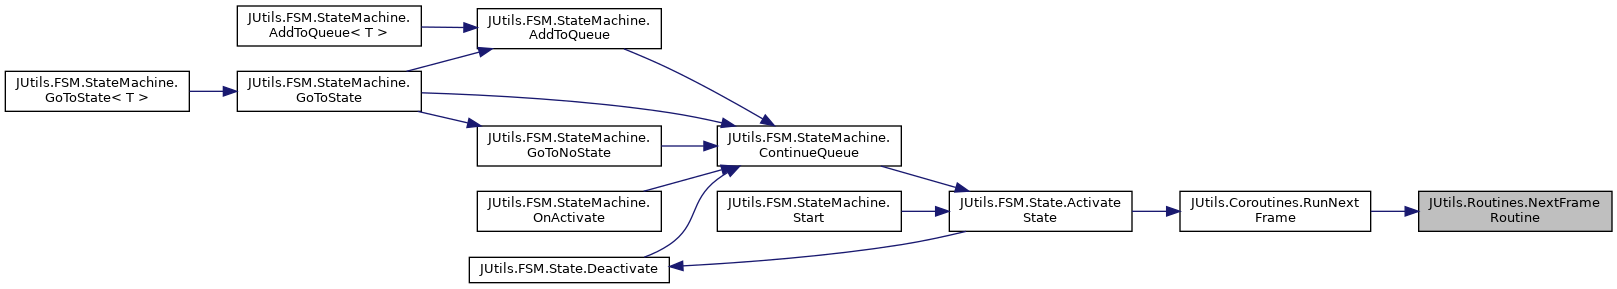 JUtils.FSM.StateMachine.
AddToQueue< T >
JUtils.FSM.StateMachine.
AddToQueue
JUtils.FSM.StateMachine.
GoToState< T >
JUtils.FSM.StateMachine.
GoToState
JUtils.FSM.StateMachine.
GoToNoState
JUtils.FSM.StateMachine.
ContinueQueue
JUtils.FSM.StateMachine.
OnActivate
JUtils.FSM.StateMachine.
Start
JUtils.FSM.State.Activate
State
JUtils.Coroutines.RunNext
Frame
JUtils.Routines.NextFrame
Routine
JUtils.FSM.State.Deactivate